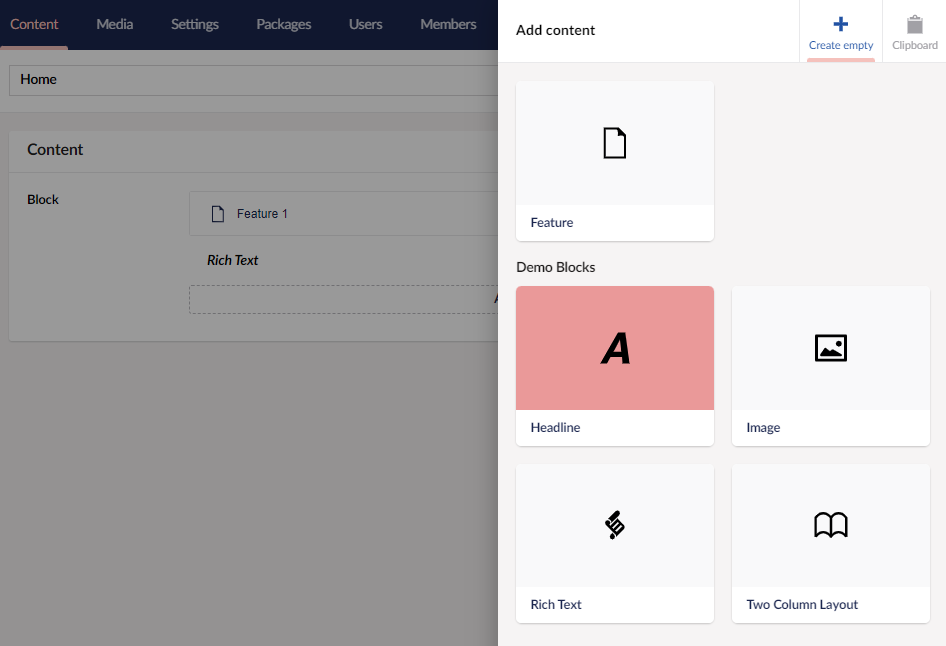 Content Media Settings Packages Users Members
Add content
Create empty
Clipboard
Home
Content
Block
Feature 1
Rich Text
Feature
Demo Blocks
A
Headline
Image
Rich Text
Two Column Layout